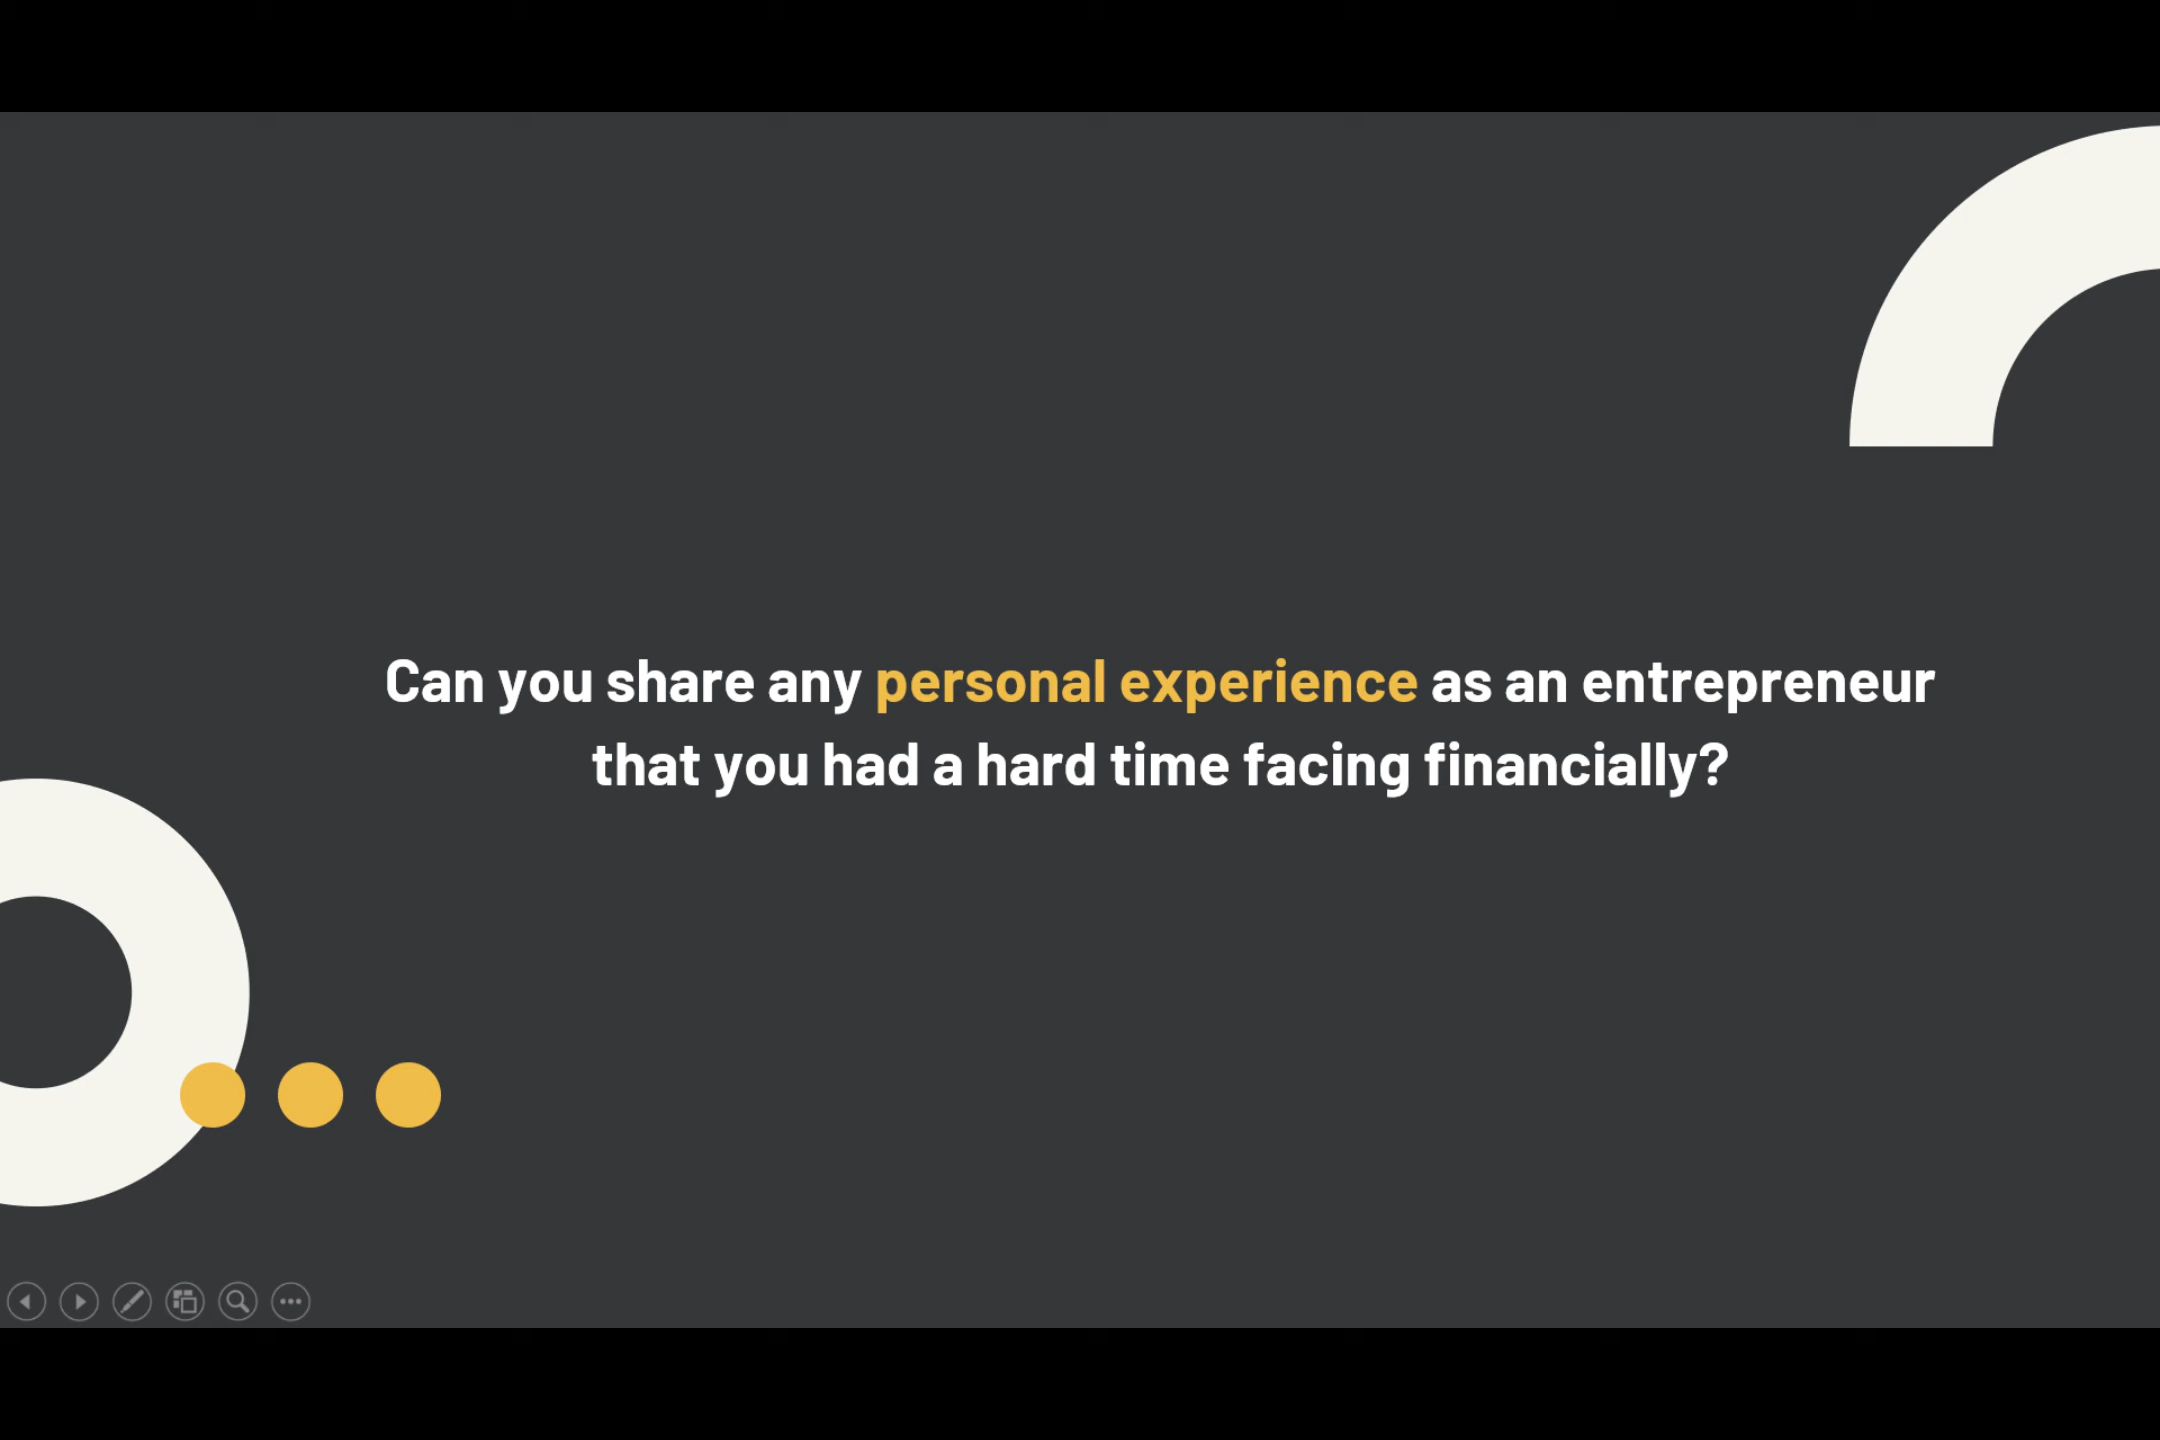 Can you share any personal experience as an entrepreneur
that you had a hard time facing financially?